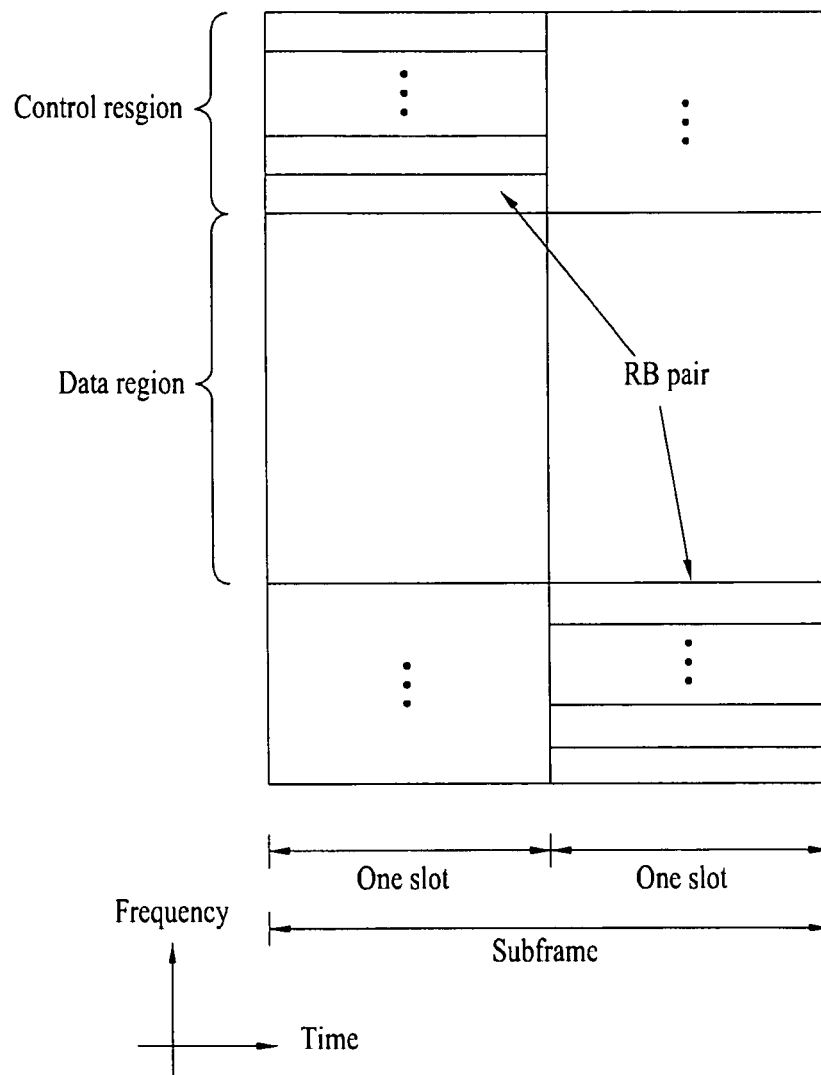 Control resgion
Data region
RB pair
One slot
One slot
Frequency
Subframe
Time